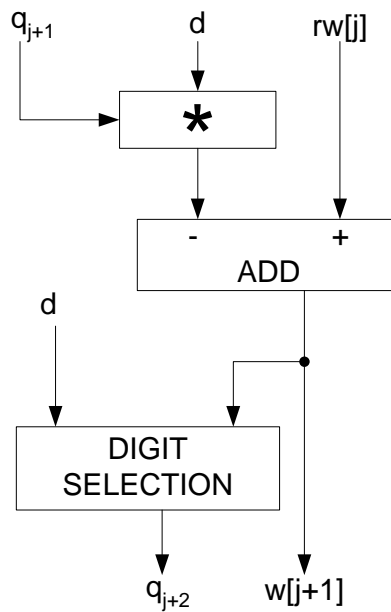 q_{j+1} d rw[j]
*
- +
ADD
d
DIGIT
SELECTION
q_{j+2} w[j+1]